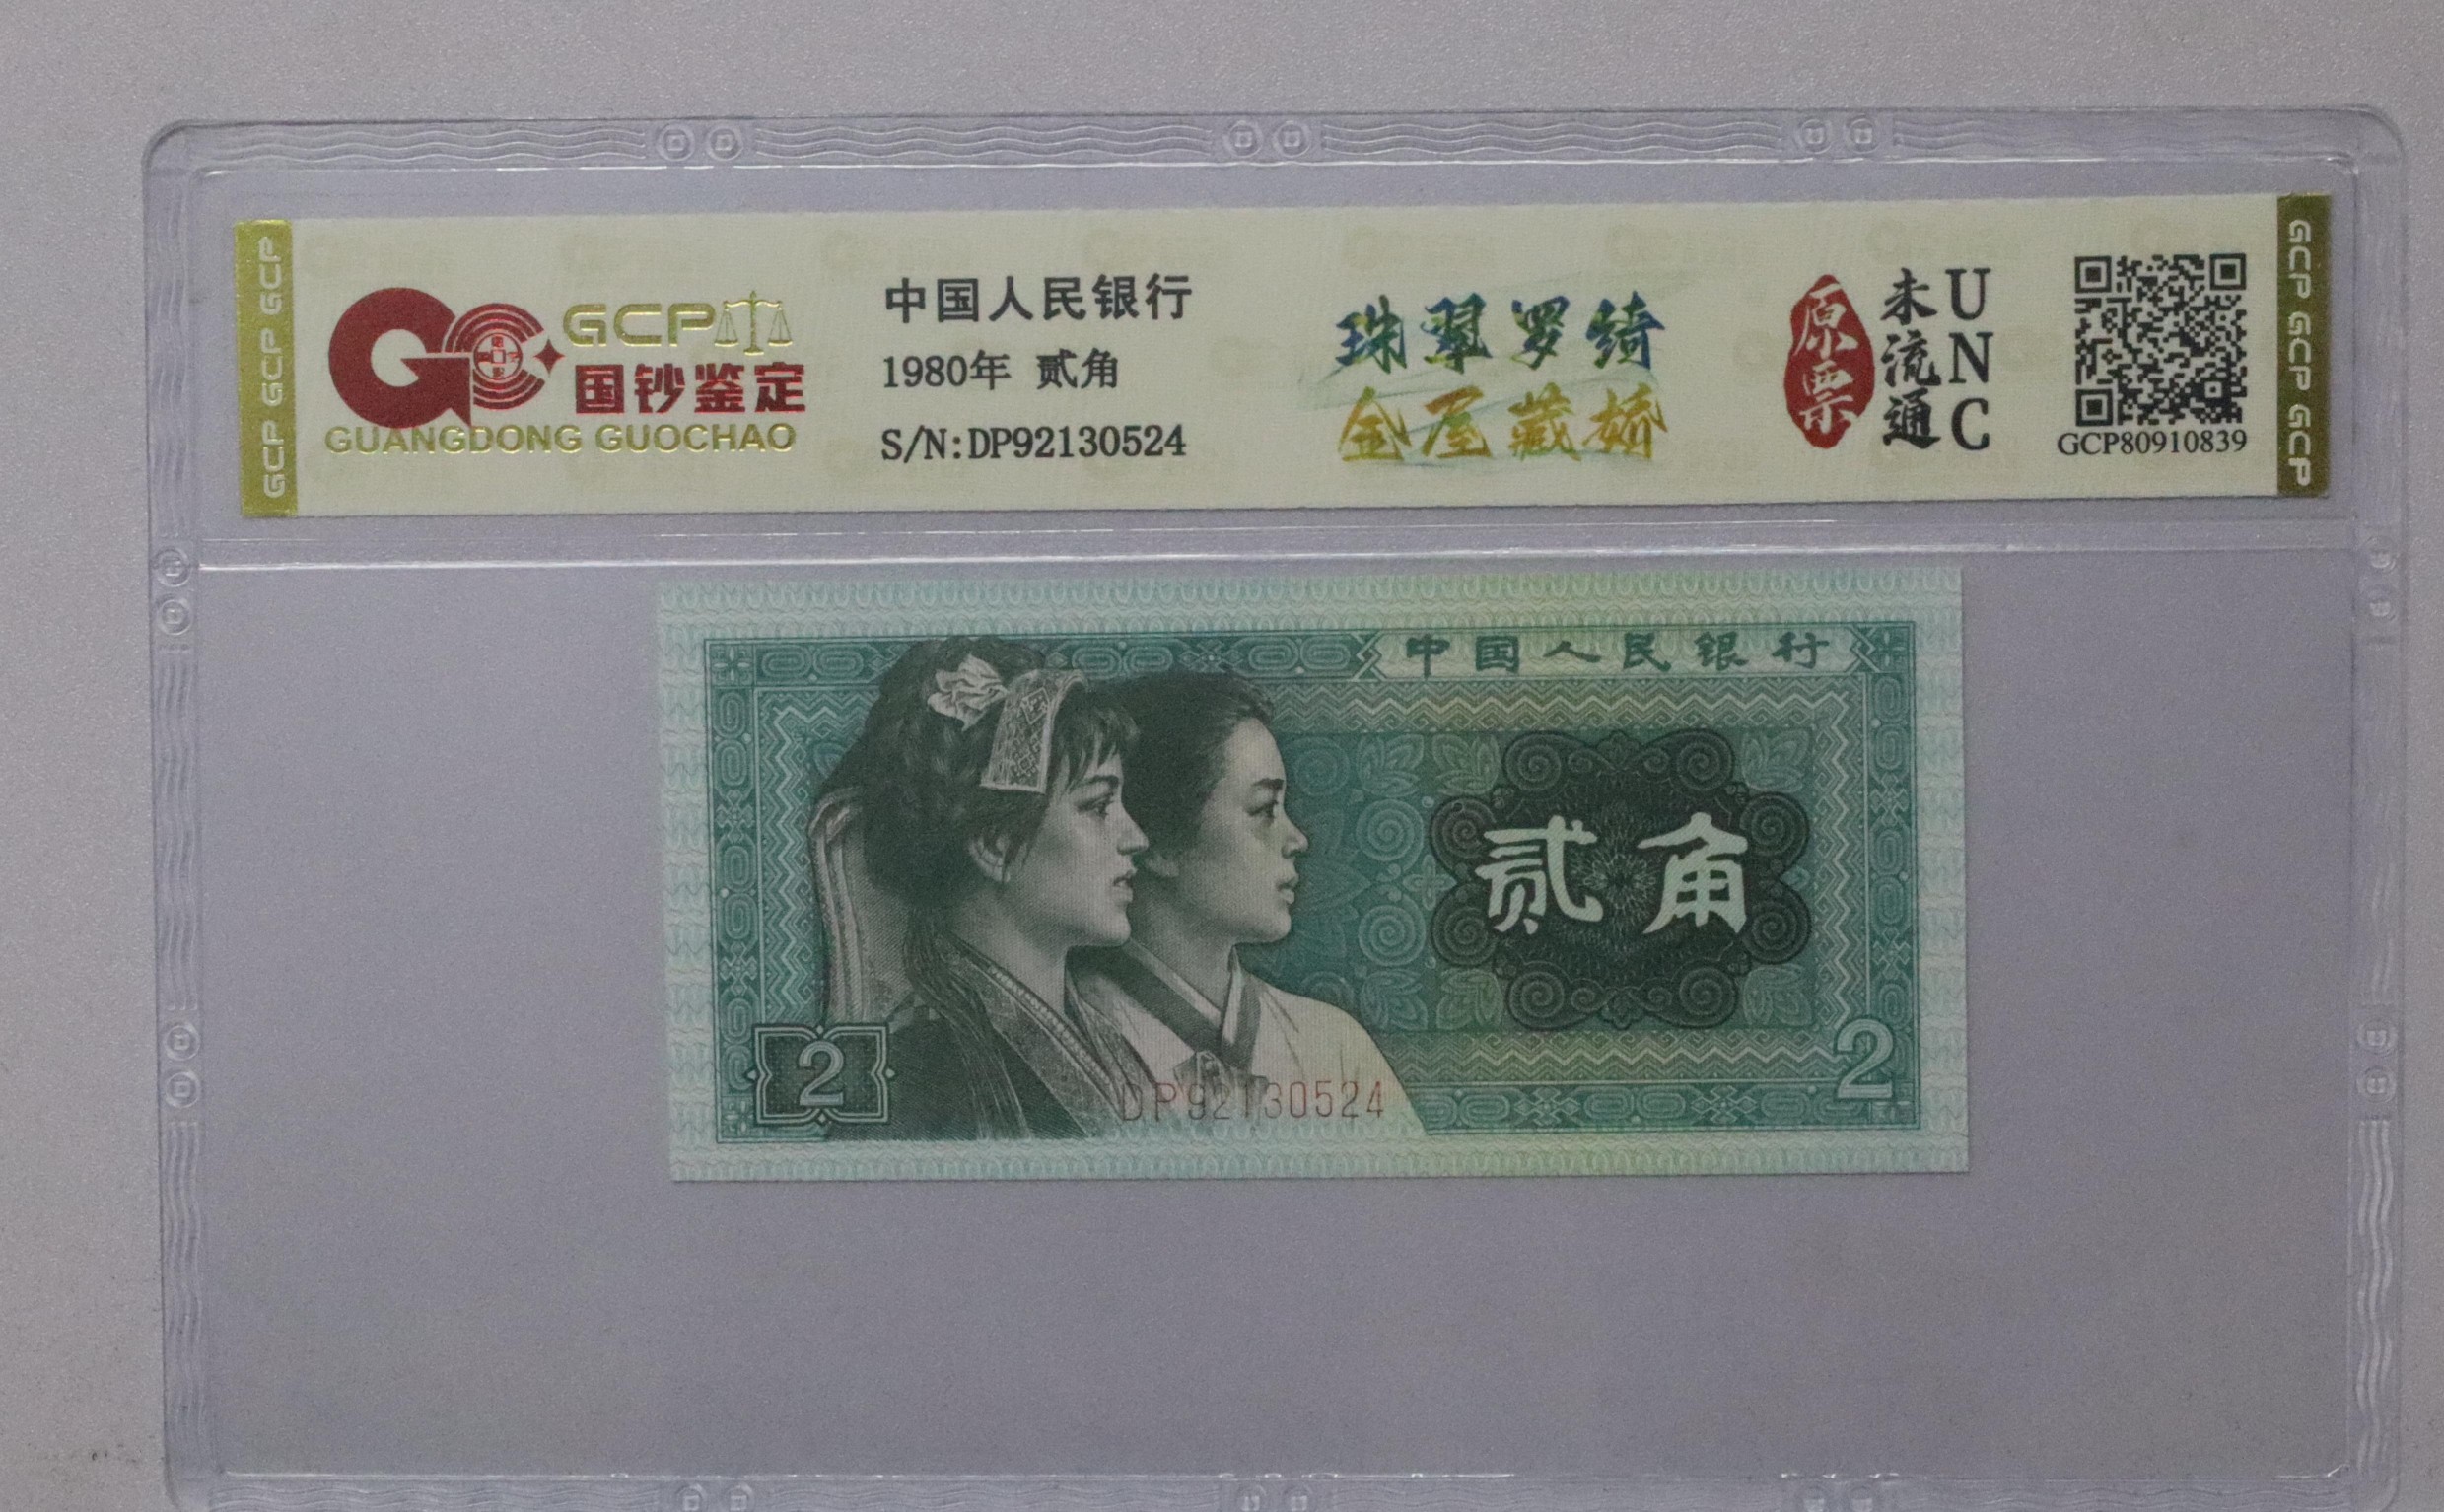 GCP GCP GCP
GCP
国钞鉴定
GUANGDONG GUOCHAO
中国人民银行
1980年 贰角
S/N:DP92130524
珠翠罗绮
金屋藏娇
原票
未流通
UNC
GCP80910839
GCP GCP GCP
中国人民银行
贰角
2
2
DP92130524